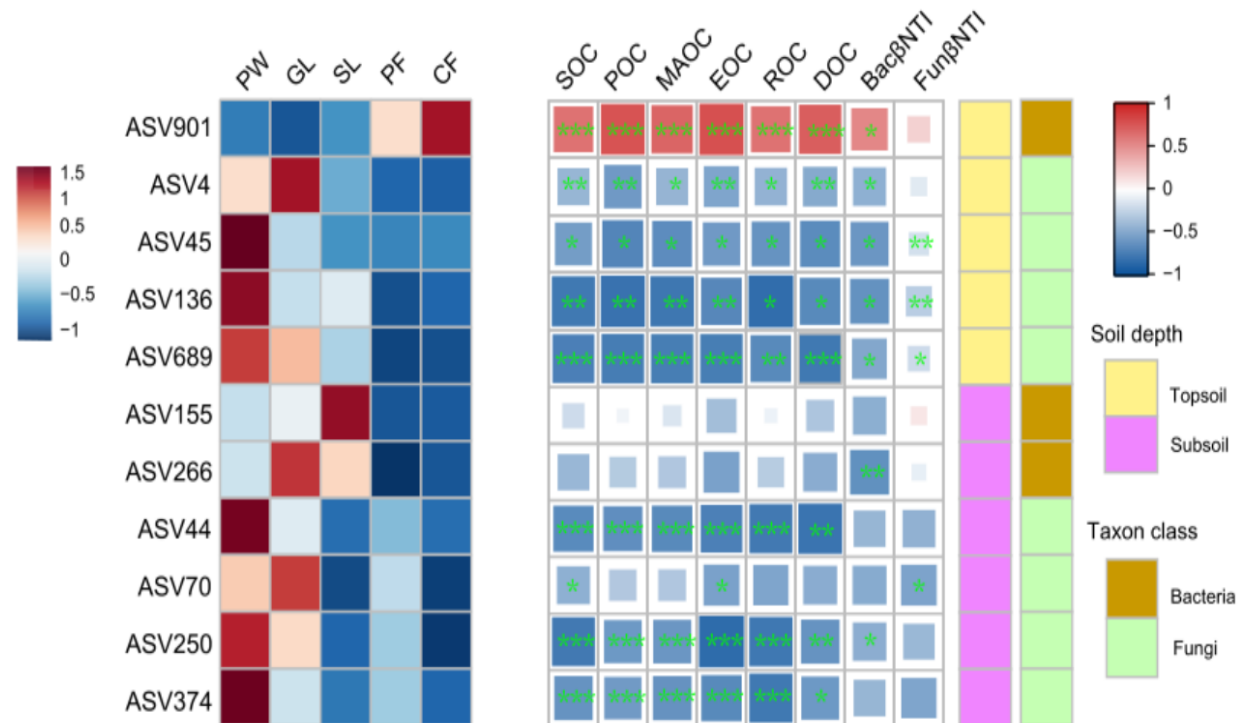 PW GL SL PF CF
SOC POC MAOC EOC ROC DOC BacβNTI FunβNTI
ASV901 *** *** *** *** *** *** *
ASV4 ** ** * ** * ** *
ASV45 * * * * * * * **
ASV136 ** ** ** ** * * * **
ASV689 *** *** *** *** ** *** * *
ASV155
ASV266 **
ASV44 *** *** *** *** *** **
ASV70 * * *
ASV250 *** *** *** *** *** ** *
ASV374 *** *** *** *** *** *
1.5
1
0.5
0
−0.5
−1
1
0.5
0
−0.5
−1
Soil depth
Topsoil
Subsoil
Taxon class
Bacteria
Fungi